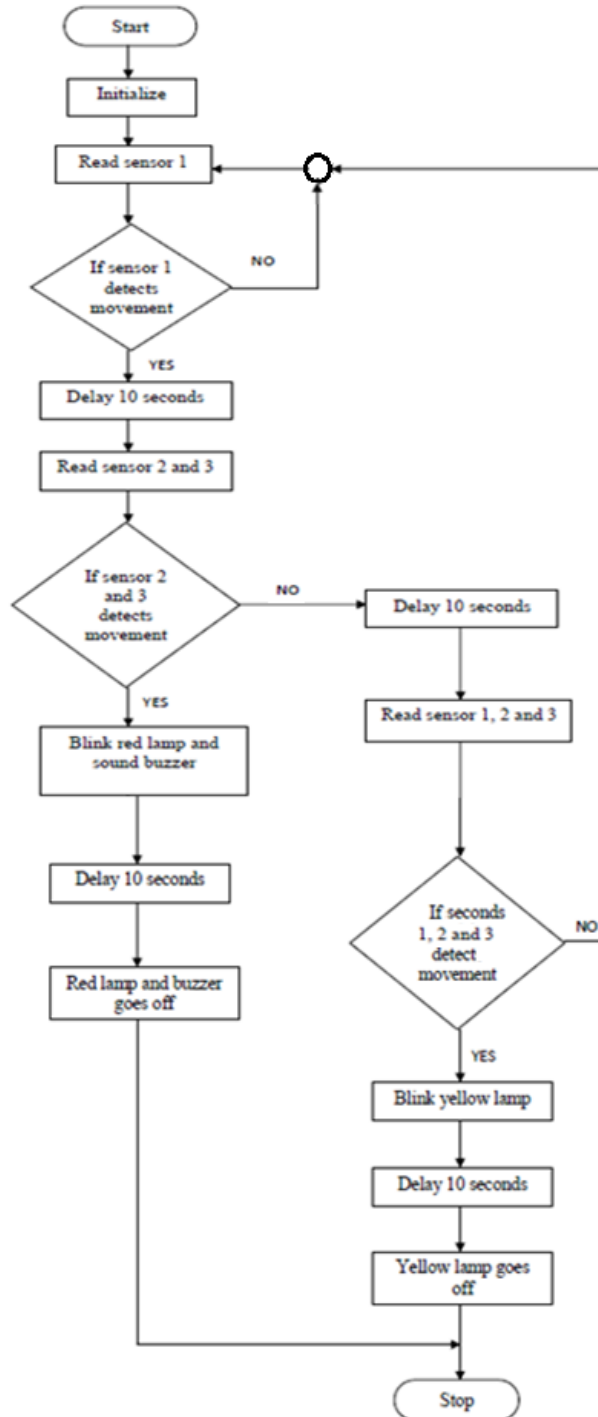 Start
Initialize
Read sensor 1
If sensor 1
detects
movement
NO
YES
Delay 10 seconds
Read sensor 2 and 3
If sensor 2
and 3
detects
movement
NO
YES
Delay 10 seconds
Read sensor 1, 2 and 3
Blink red lamp and
sound buzzer
Delay 10 seconds
Red lamp and buzzer
goes off
If seconds
1, 2 and 3
detect
movement
NO
YES
Blink yellow lamp
Delay 10 seconds
Yellow lamp goes
off
Stop